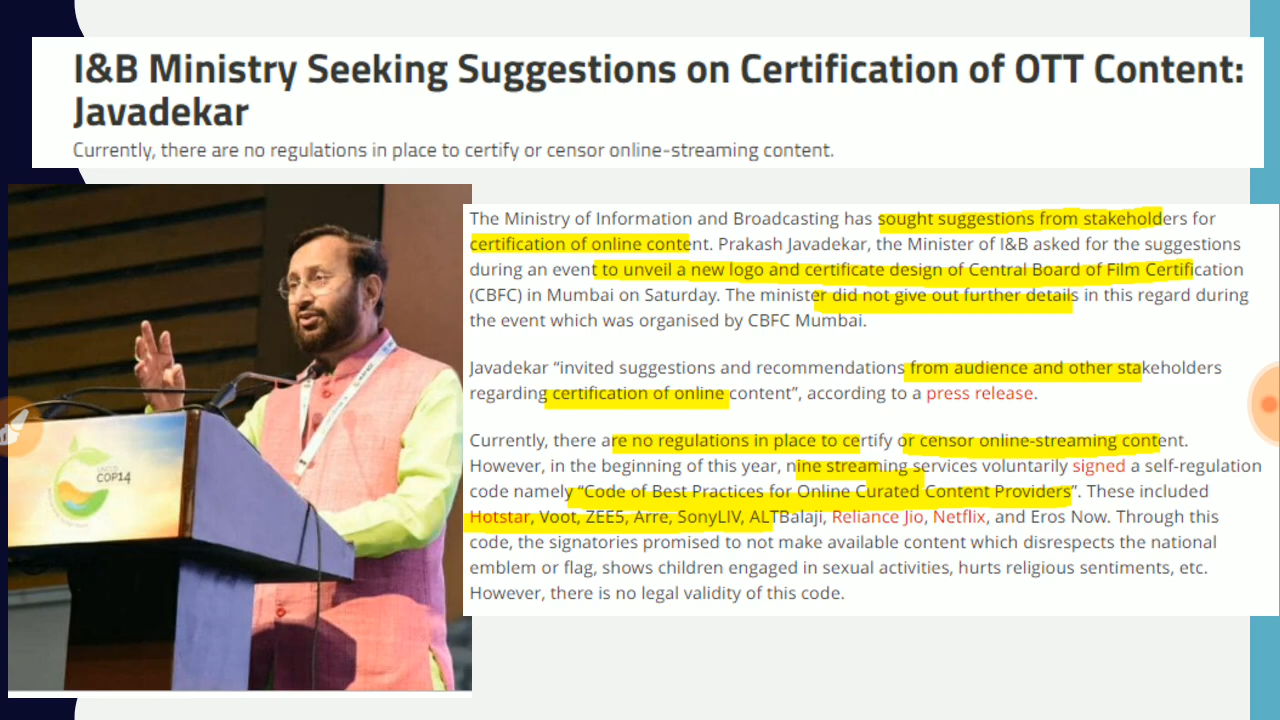 I&B Ministry Seeking Suggestions on Certification of OTT Content:
Javadekar
Currently, there are no regulations in place to certify or censor online-streaming content.
The Ministry of Information and Broadcasting has sought suggestions from stakeholders for
certification of online content. Prakash Javadekar, the Minister of I&B asked for the suggestions
during an event to unveil a new logo and certificate design of Central Board of Film Certification
(CBFC) in Mumbai on Saturday. The minister did not give out further details in this regard during
the event which was organised by CBFC Mumbai.
Javadekar “invited suggestions and recommendations from audience and other stakeholders
regarding certification of online content”, according to a press release.
Currently, there are no regulations in place to certify or censor online-streaming content.
However, in the beginning of this year, nine streaming services voluntarily signed a self-regulation
code namely “Code of Best Practices for Online Curated Content Providers”. These included
Hotstar, Voot, ZEE5, Arre, SonyLIV, ALTBalaji, Reliance Jio, Netflix, and Eros Now. Through this
code, the signatories promised to not make available content which disrespects the national
emblem or flag, shows children engaged in sexual activities, hurts religious sentiments, etc.
However, there is no legal validity of this code.
COP14